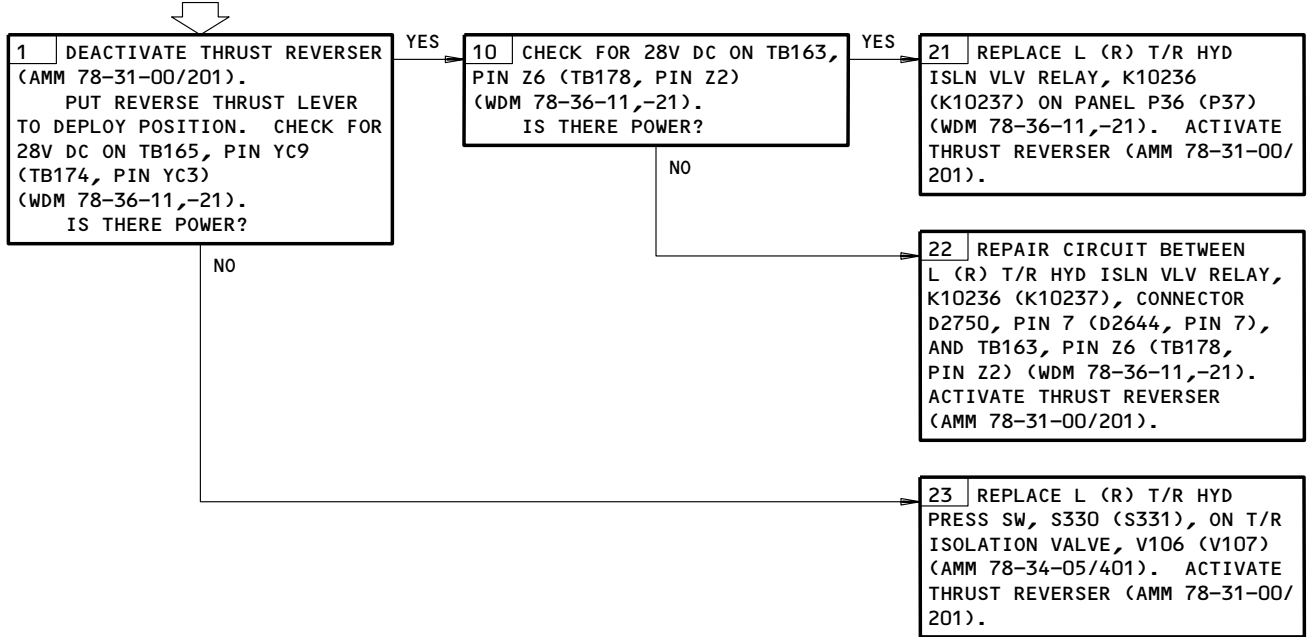 1 DEACTIVATE THRUST REVERSER
(AMM 78-31-00/201).
PUT REVERSE THRUST LEVER
TO DEPLOY POSITION. CHECK FOR
28V DC ON TB165, PIN YC9
(TB174, PIN YC3)
(WDM 78-36-11,-21).
IS THERE POWER?
YES
NO
10 CHECK FOR 28V DC ON TB163,
PIN Z6 (TB178, PIN Z2)
(WDM 78-36-11,-21).
IS THERE POWER?
YES
NO
21 REPLACE L (R) T/R HYD
ISLN VLV RELAY, K10236
(K10237) ON PANEL P36 (P37)
(WDM 78-36-11,-21). ACTIVATE
THRUST REVERSER (AMM 78-31-00/
201).
22 REPAIR CIRCUIT BETWEEN
L (R) T/R HYD ISLN VLV RELAY,
K10236 (K10237), CONNECTOR
D2750, PIN 7 (D2644, PIN 7),
AND TB163, PIN Z6 (TB178,
PIN Z2) (WDM 78-36-11,-21).
ACTIVATE THRUST REVERSER
(AMM 78-31-00/201).
23 REPLACE L (R) T/R HYD
PRESS SW, S330 (S331), ON T/R
ISOLATION VALVE, V106 (V107)
(AMM 78-34-05/401). ACTIVATE
THRUST REVERSER (AMM 78-31-00/
201).